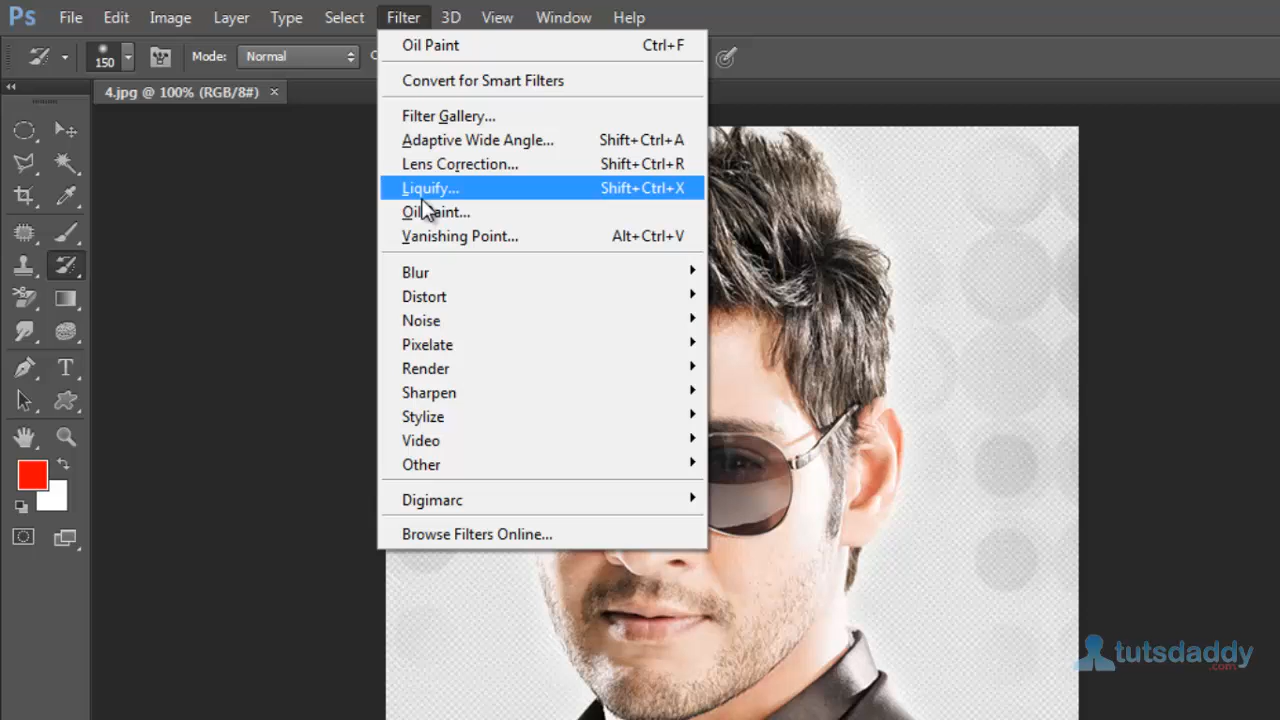 Ps File Edit Image Layer Type Select Filter 3D View Window Help
150 Mode: Normal
4.jpg @ 100% (RGB/8#) ×
Oil Paint Ctrl+F
Convert for Smart Filters
Filter Gallery...
Adaptive Wide Angle... Shift+Ctrl+A
Lens Correction... Shift+Ctrl+R
Liquify... Shift+Ctrl+X
Oil Paint...
Vanishing Point... Alt+Ctrl+V
Blur
Distort
Noise
Pixelate
Render
Sharpen
Stylize
Video
Other
Digimarc
Browse Filters Online...
T
tutsdaddy
.com